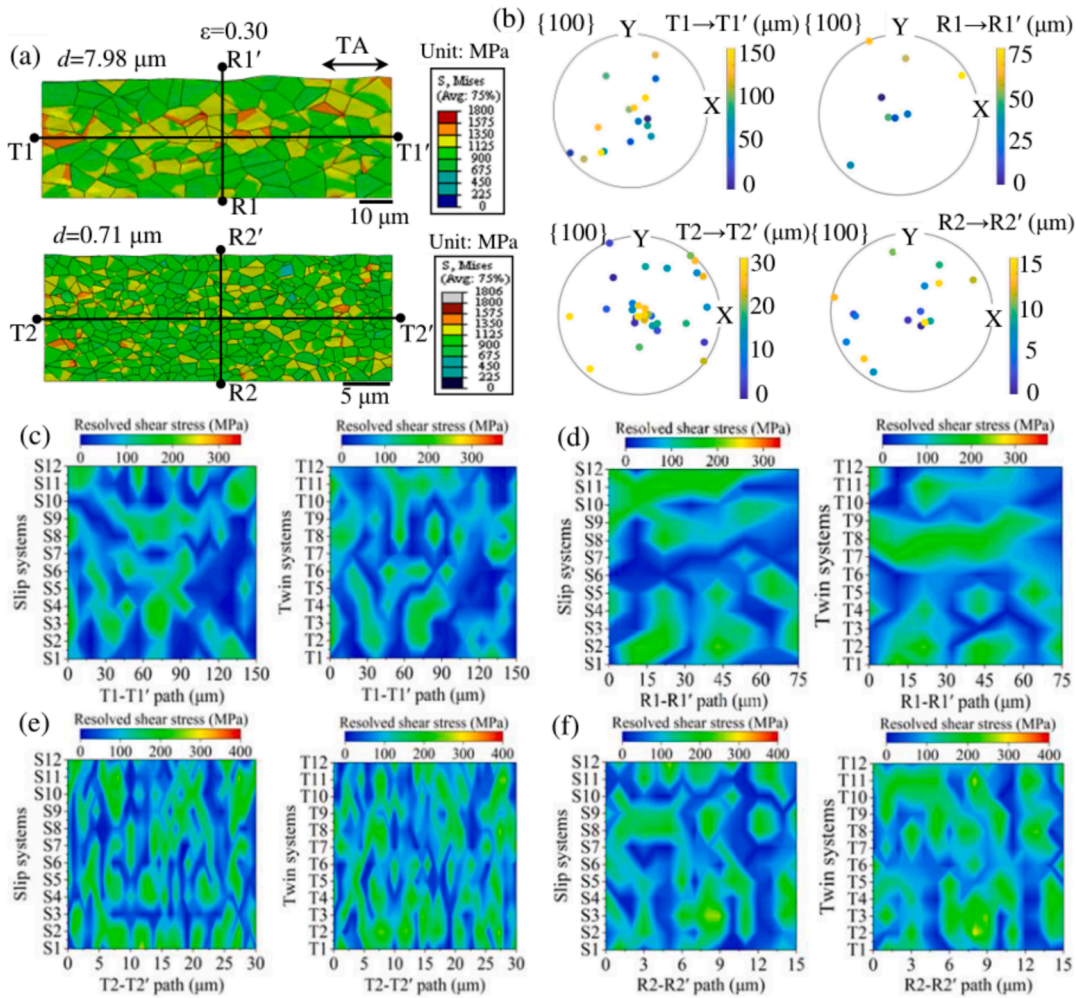 (a)
d=7.98 μm
ε=0.30
R1′
TA
T1
T1′
R1
10 μm
Unit: MPa
S, Mises
(Avg: 75%)
1800
1575
1350
1125
900
675
450
225
0
d=0.71 μm
R2′
T2
T2′
R2
5 μm
Unit: MPa
S, Mises
(Avg: 75%)
1806
1800
1575
1350
1125
900
675
450
225
0
(b)
{100} Y T1→T1′ (μm)
X
150
100
50
0
{100} Y R1→R1′ (μm)
X
75
50
25
0
{100} Y T2→T2′ (μm)
X
30
20
10
0
{100} Y R2→R2′ (μm)
X
15
10
5
0
(c)
Resolved shear stress (MPa)
0 100 200 300
Slip systems
S12
S11
S10
S9
S8
S7
S6
S5
S4
S3
S2
S1
0 30 60 90 120 150
T1-T1′ path (μm)
Resolved shear stress (MPa)
0 100 200 300
Twin systems
T12
T11
T10
T9
T8
T7
T6
T5
T4
T3
T2
T1
0 30 60 90 120 150
T1-T1′ path (μm)
(d)
Resolved shear stress (MPa)
0 100 200 300
Slip systems
S12
S11
S10
S9
S8
S7
S6
S5
S4
S3
S2
S1
0 15 30 45 60 75
R1-R1′ path (μm)
Resolved shear stress (MPa)
0 100 200 300
Twin systems
T12
T11
T10
T9
T8
T7
T6
T5
T4
T3
T2
T1
0 15 30 45 60 75
R1-R1′ path (μm)
(e)
Resolved shear stress (MPa)
0 100 200 300 400
Slip systems
S12
S11
S10
S9
S8
S7
S6
S5
S4
S3
S2
S1
0 5 10 15 20 25 30
T2-T2′ path (μm)
Resolved shear stress (MPa)
0 100 200 300 400
Twin systems
T12
T11
T10
T9
T8
T7
T6
T5
T4
T3
T2
T1
0 5 10 15 20 25 30
T2-T2′ path (μm)
(f)
Resolved shear stress (MPa)
0 100 200 300 400
Slip systems
S12
S11
S10
S9
S8
S7
S6
S5
S4
S3
S2
S1
0 3 6 9 12 15
R2-R2′ path (μm)
Resolved shear stress (MPa)
0 100 200 300 400
Twin systems
T12
T11
T10
T9
T8
T7
T6
T5
T4
T3
T2
T1
0 3 6 9 12 15
R2-R2′ path (μm)